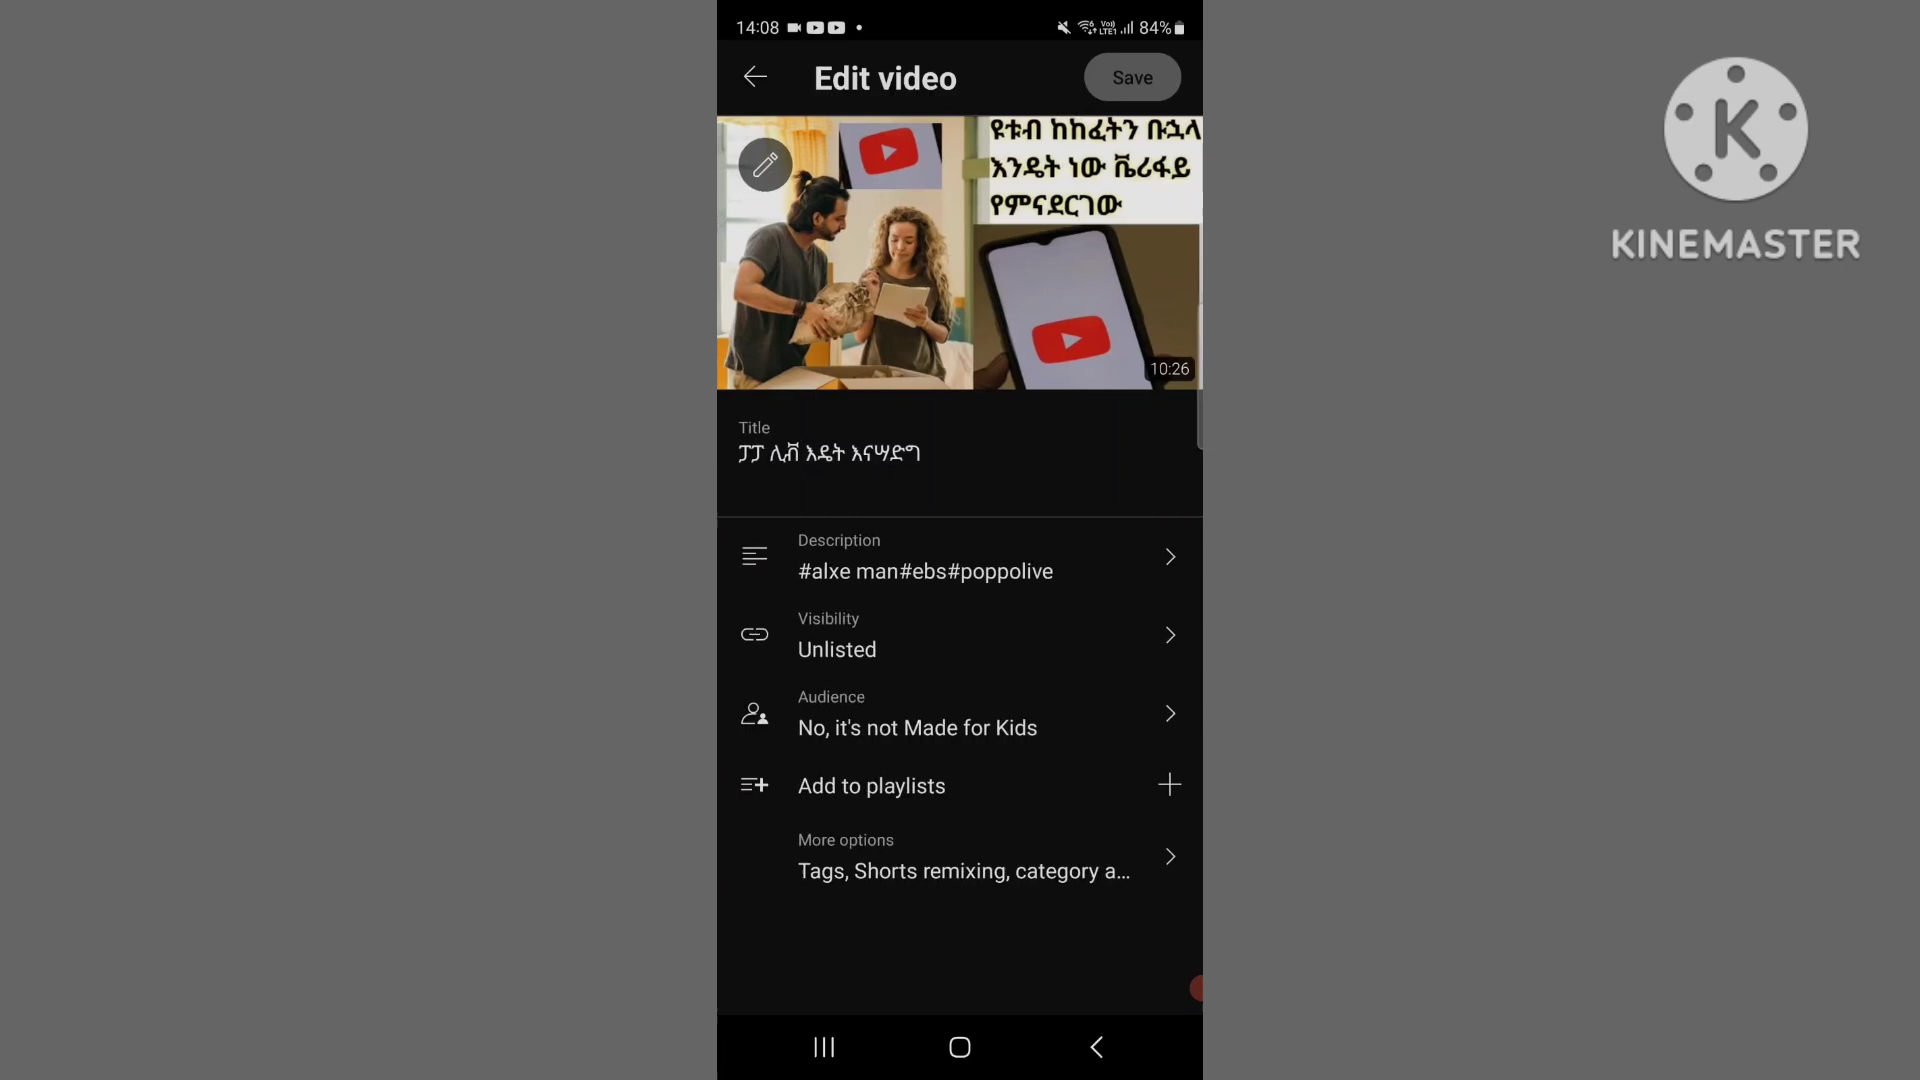 14:08
84%
Edit video
Save
ዩቱብ ከከፈትን ቡኋላ
እንዴት ነው ቬሪፋይ
የምናደርገው
10:26
Title
ፓፓ ሊቭ እዴት እናሣድግ
Description
#alxe man#ebs#poppolive
Visibility
Unlisted
Audience
No, it's not Made for Kids
Add to playlists
More options
Tags, Shorts remixing, category a...
K
KINEMASTER